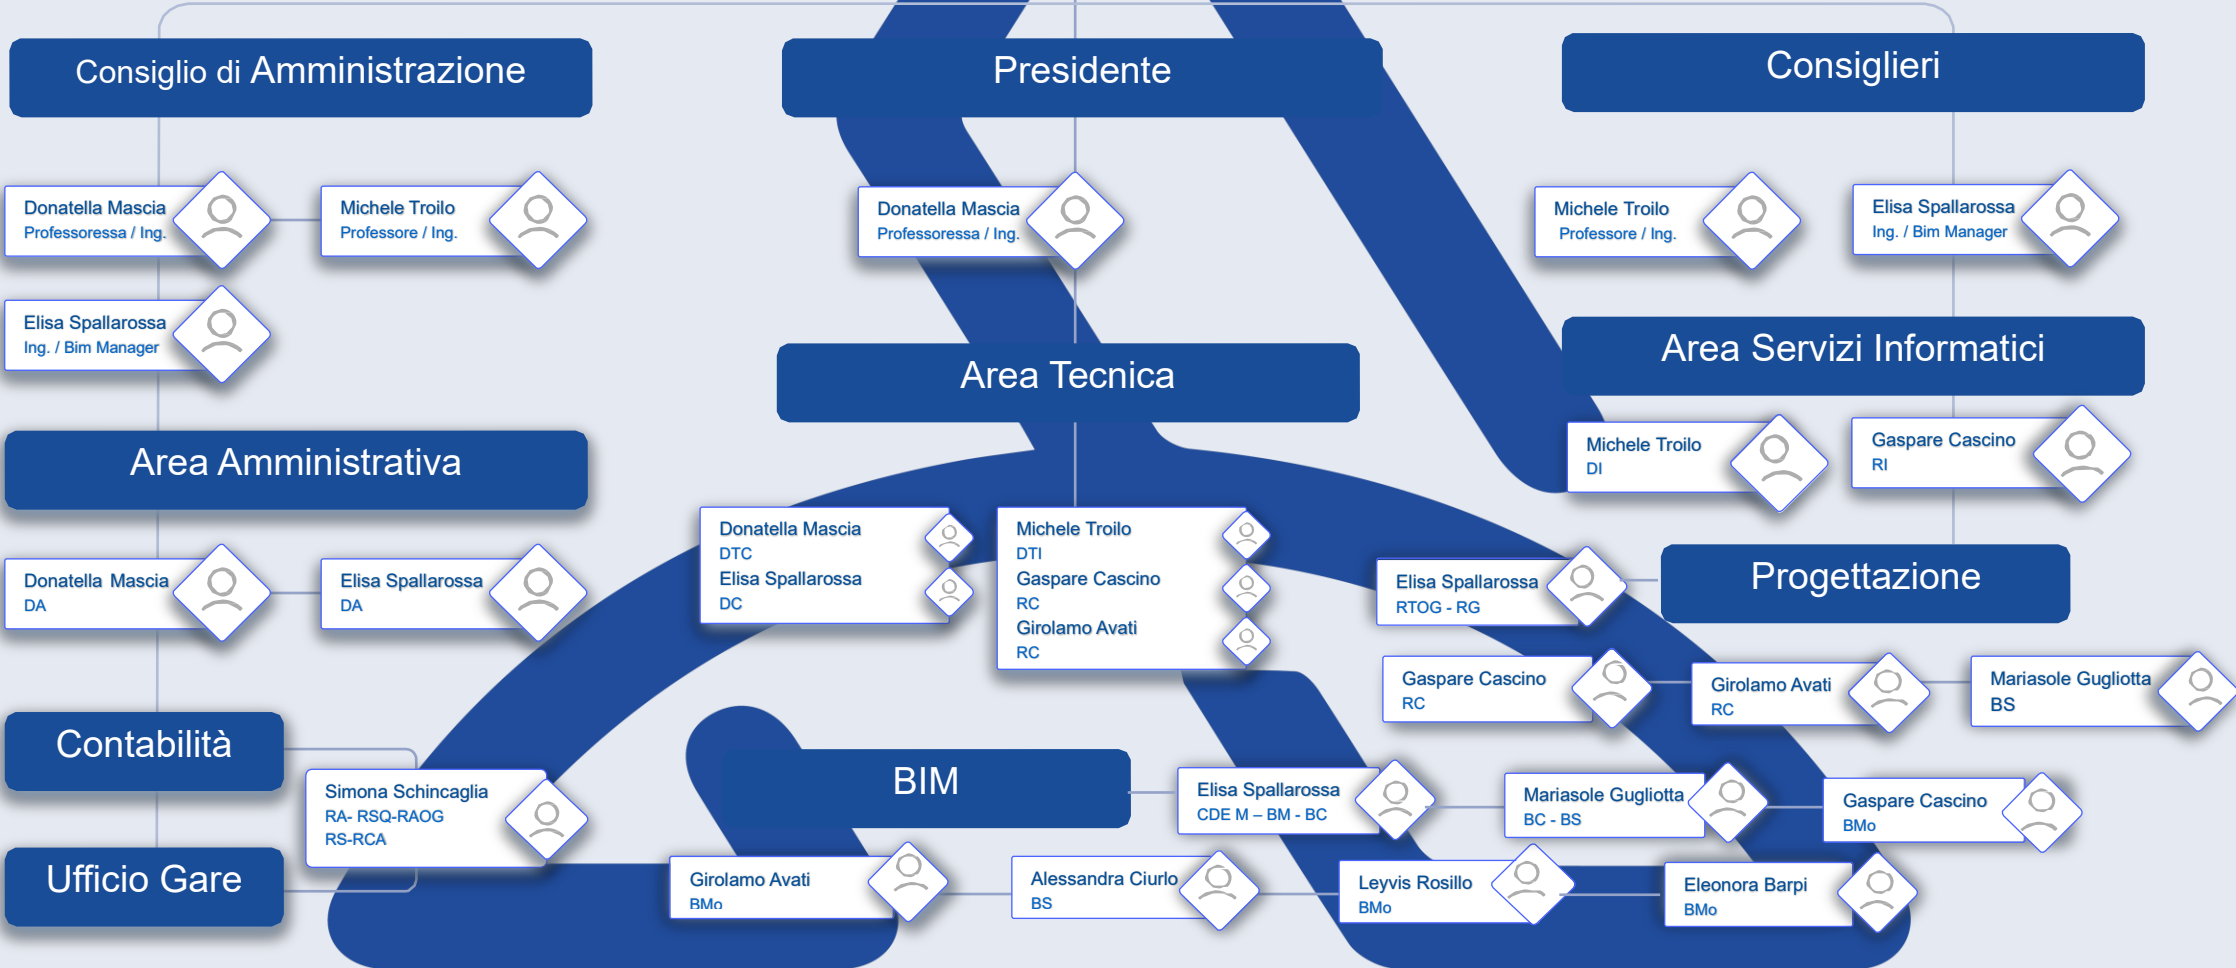 Consiglio di Amministrazione
Presidente
Consiglieri
Donatella Mascia
Professoressa / Ing.
Michele Troilo
Professore / Ing.
Donatella Mascia
Professoressa / Ing.
Michele Troilo
Professore / Ing.
Elisa Spallarossa
Ing. / Bim Manager
Elisa Spallarossa
Ing. / Bim Manager
Area Tecnica
Area Servizi Informatici
Area Amministrativa
Michele Troilo
DI
Gaspare Cascino
RI
Donatella Mascia
DA
Elisa Spallarossa
DA
Donatella Mascia
DTC
Elisa Spallarossa
DC
Michele Troilo
DTI
Gaspare Cascino
RC
Girolamo Avati
RC
Elisa Spallarossa
RTOG - RG
Progettazione
Gaspare Cascino
RC
Girolamo Avati
RC
Mariasole Gugliotta
BS
Contabilità
Simona Schincaglia
RA- RSQ-RAOG
RS-RCA
Ufficio Gare
BIM
Elisa Spallarossa
CDE M – BM - BC
Mariasole Gugliotta
BC - BS
Gaspare Cascino
BMo
Girolamo Avati
BMo
Alessandra Ciurlo
BS
Leyvis Rosillo
BMo
Eleonora Barpi
BMo